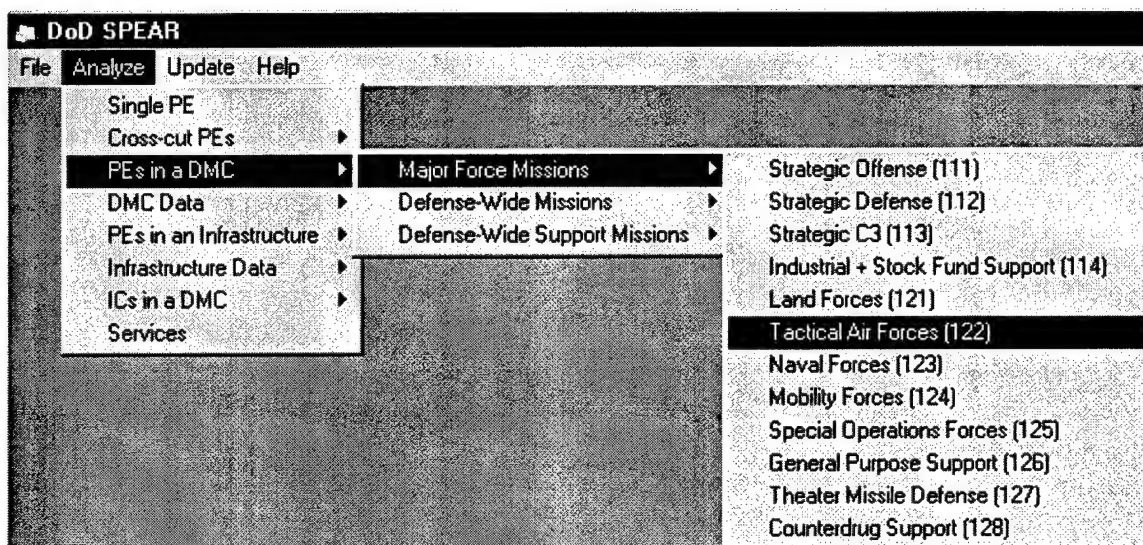 DoD SPEAR
File Analyze Update Help
Single PE
Cross-cut PEs
PEs in a DMC
DMC Data
PEs in an Infrastructure
Infrastructure Data
ICs in a DMC
Services
Major Force Missions
Defense-Wide Missions
Defense-Wide Support Missions
Strategic Offense (111)
Strategic Defense (112)
Strategic C3 (113)
Industrial + Stock Fund Support (114)
Land Forces (121)
Tactical Air Forces (122)
Naval Forces (123)
Mobility Forces (124)
Special Operations Forces (125)
General Purpose Support (126)
Theater Missile Defense (127)
Counterdrug Support (128)